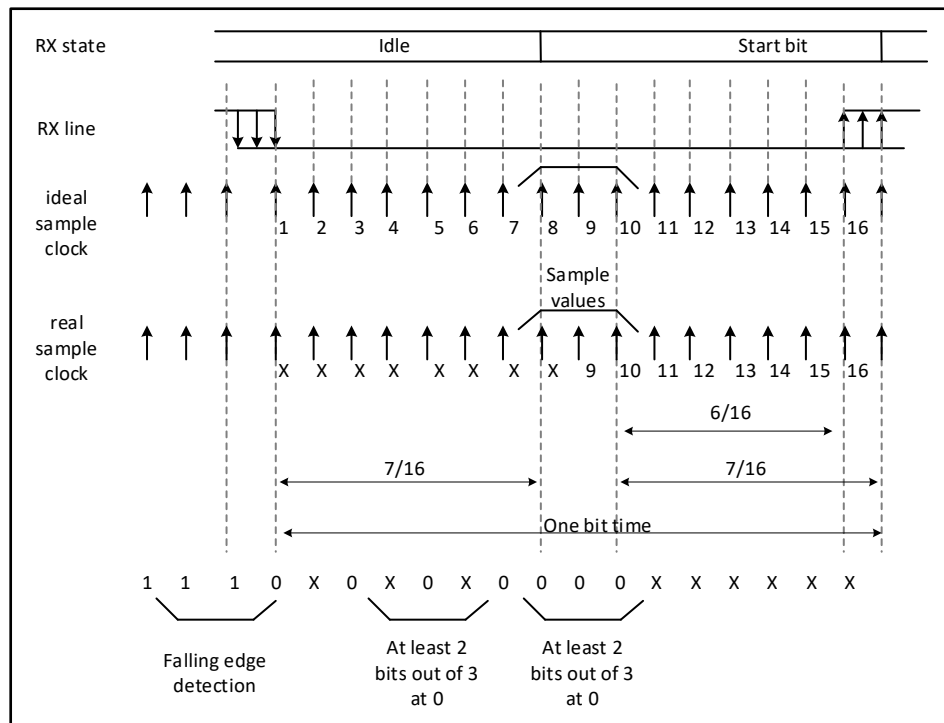 RX state
Idle
Start bit
RX line
ideal
sample
clock
1 2 3 4 5 6 7 8 9 10 11 12 13 14 15 16
Sample
values
real
sample
clock
X X X X X X X X 9 10 11 12 13 14 15 16
6/16
7/16
7/16
One bit time
1 1 1 0 X 0 X 0 X 0 0 0 0 X X X X X X
Falling edge
detection
At least 2
bits out of 3
at 0
At least 2
bits out of 3
at 0